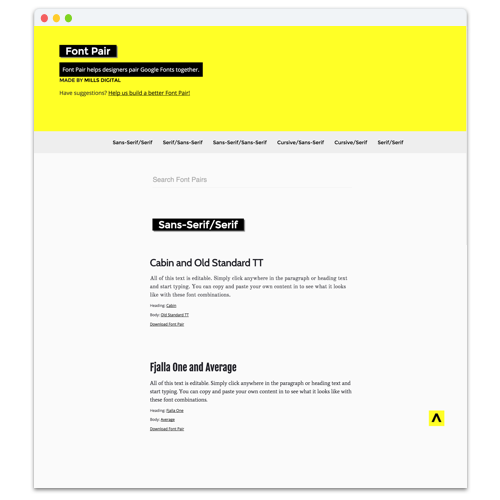 Font Pair
Font Pair helps designers pair Google Fonts together.
MADE BY MILLS DIGITAL
Have suggestions? Help us build a better Font Pair!
Sans-Serif/Serif Serif/Sans-Serif Sans-Serif/Sans-Serif Cursive/Sans-Serif Cursive/Serif Serif/Serif
Search Font Pairs
Sans-Serif/Serif
Cabin and Old Standard TT
All of this text is editable. Simply click anywhere in the paragraph or heading text
and start typing. You can copy and paste your own content in to see what it looks
like with these font combinations.
Heading: Cabin
Body: Old Standard TT
Download Font Pair
Fjalla One and Average
All of this text is editable. Simply click anywhere in the paragraph or heading text and
start typing. You can copy and paste your own content in to see what it looks like with
these font combinations.
Heading: Fjalla One
Body: Average
Download Font Pair